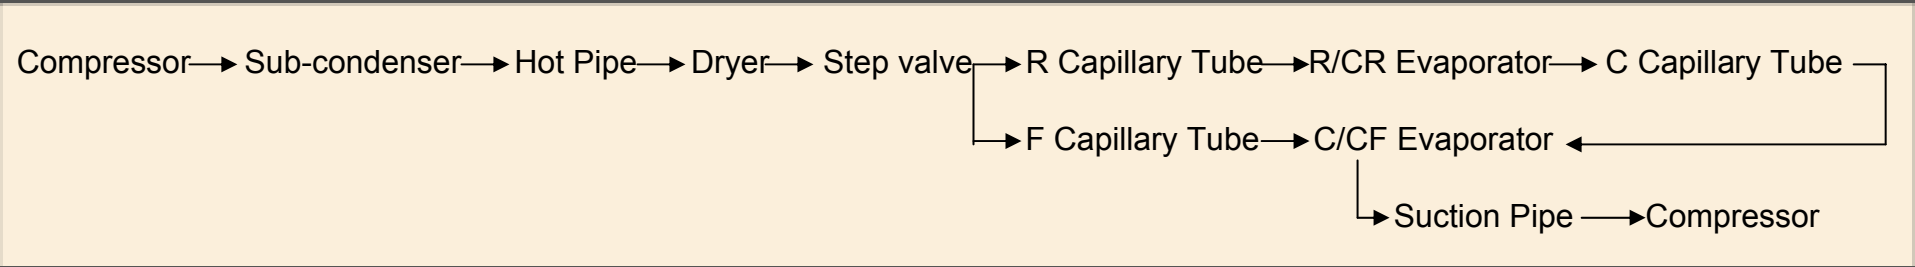 Compressor Sub-condenser Hot Pipe Dryer Step valve R Capillary Tube R/CR Evaporator C Capillary Tube
F Capillary Tube C/CF Evaporator
Suction Pipe Compressor